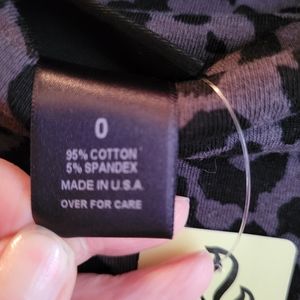 0
95% COTTON
5% SPANDEX
MADE IN U.S.A.
OVER FOR CARE